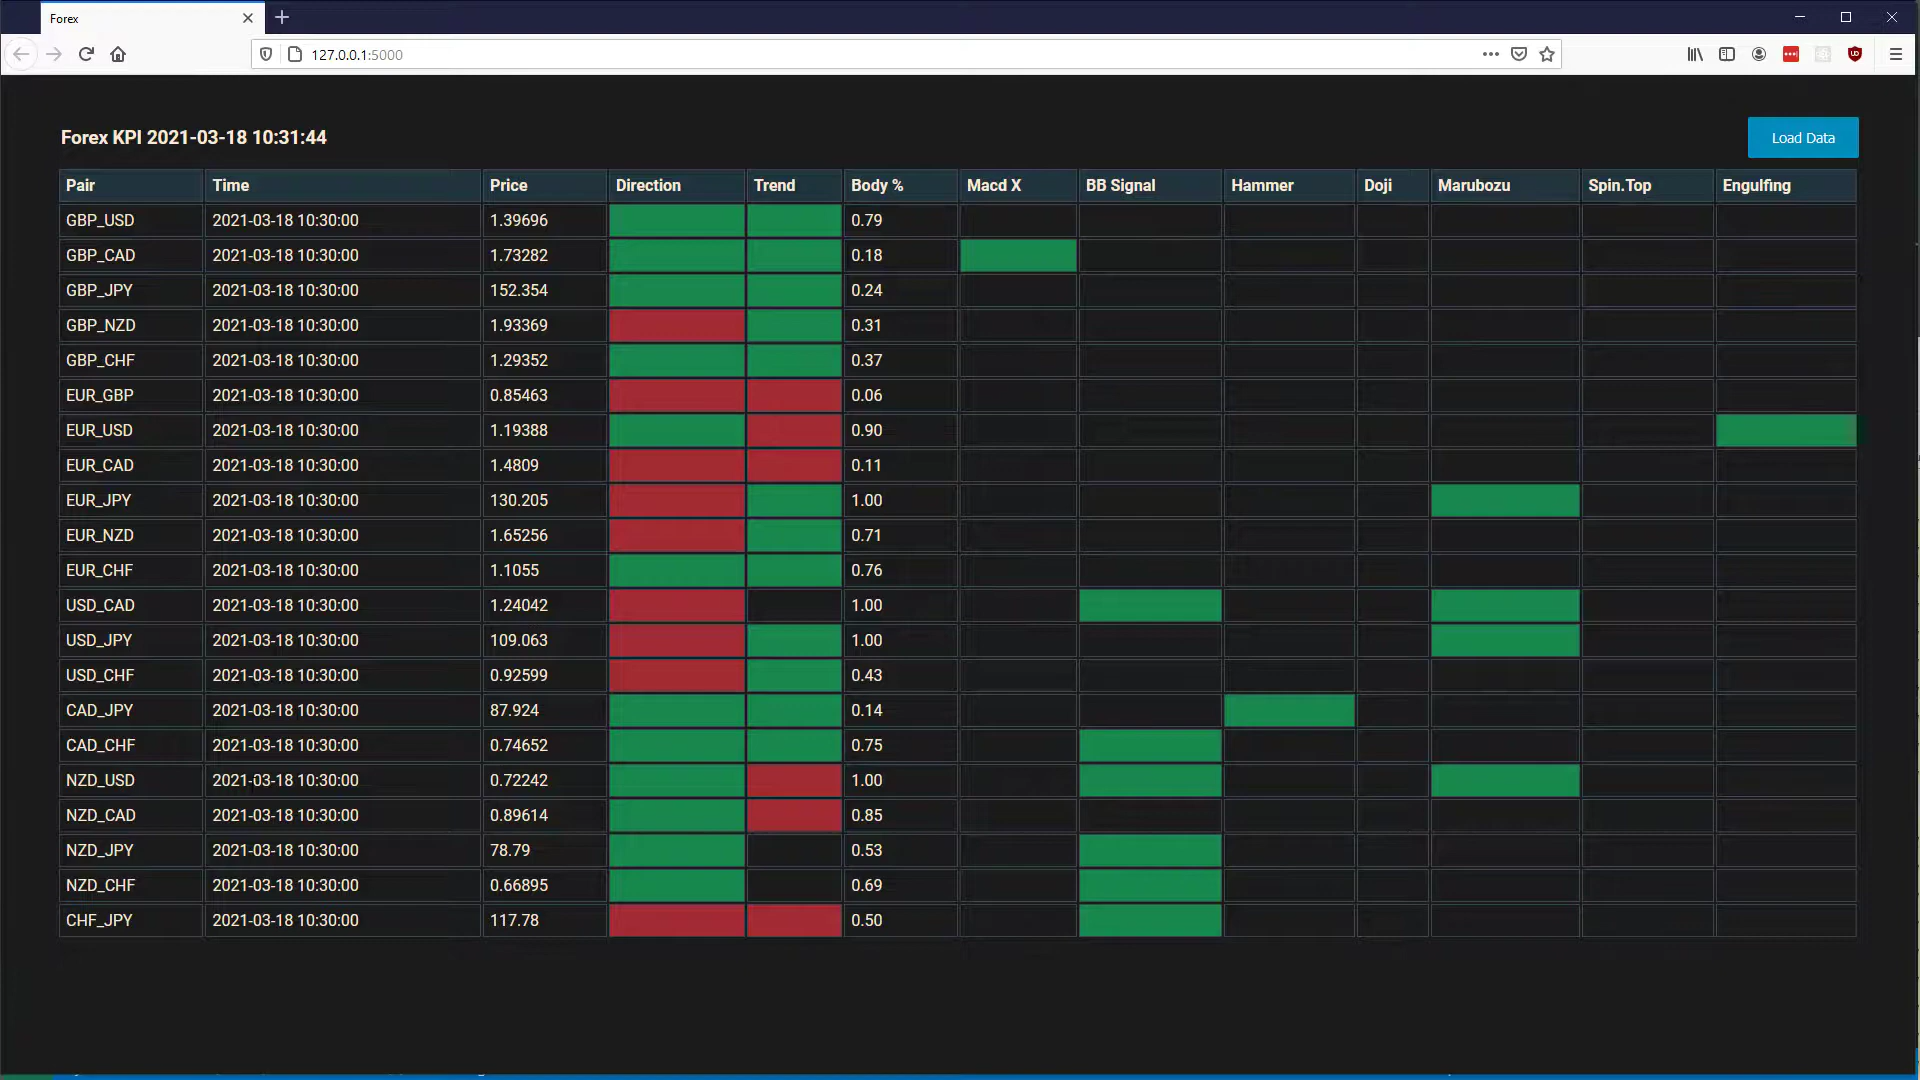 Forex
127.0.0.1:5000
Forex KPI 2021-03-18 10:31:44
Load Data
Pair Time Price Direction Trend Body % Macd X BB Signal Hammer Doji Marubozu Spin.Top Engulfing
GBP_USD 2021-03-18 10:30:00 1.39696 0.79
GBP_CAD 2021-03-18 10:30:00 1.73282 0.18
GBP_JPY 2021-03-18 10:30:00 152.354 0.24
GBP_NZD 2021-03-18 10:30:00 1.93369 0.31
GBP_CHF 2021-03-18 10:30:00 1.29352 0.37
EUR_GBP 2021-03-18 10:30:00 0.85463 0.06
EUR_USD 2021-03-18 10:30:00 1.19388 0.90
EUR_CAD 2021-03-18 10:30:00 1.4809 0.11
EUR_JPY 2021-03-18 10:30:00 130.205 1.00
EUR_NZD 2021-03-18 10:30:00 1.65256 0.71
EUR_CHF 2021-03-18 10:30:00 1.1055 0.76
USD_CAD 2021-03-18 10:30:00 1.24042 1.00
USD_JPY 2021-03-18 10:30:00 109.063 1.00
USD_CHF 2021-03-18 10:30:00 0.92599 0.43
CAD_JPY 2021-03-18 10:30:00 87.924 0.14
CAD_CHF 2021-03-18 10:30:00 0.74652 0.75
NZD_USD 2021-03-18 10:30:00 0.72242 1.00
NZD_CAD 2021-03-18 10:30:00 0.89614 0.85
NZD_JPY 2021-03-18 10:30:00 78.79 0.53
NZD_CHF 2021-03-18 10:30:00 0.66895 0.69
CHF_JPY 2021-03-18 10:30:00 117.78 0.50